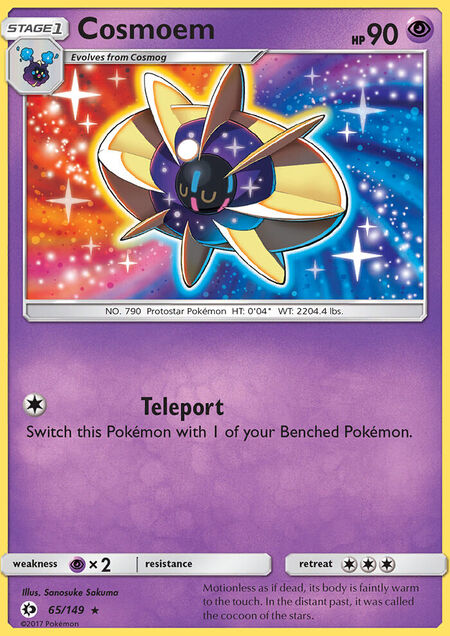 STAGE1
Cosmoem
HP 90
Evolves from Cosmog
NO. 790 Protostar Pokémon HT: 0'04" WT: 2204.4 lbs.
Teleport
Switch this Pokémon with 1 of your Benched Pokémon.
weakness ×2 resistance retreat
Illus. Sanosuke Sakuma
65/149 ★
©2017 Pokémon
Motionless as if dead, its body is faintly warm
to the touch. In the distant past, it was called
the cocoon of the stars.